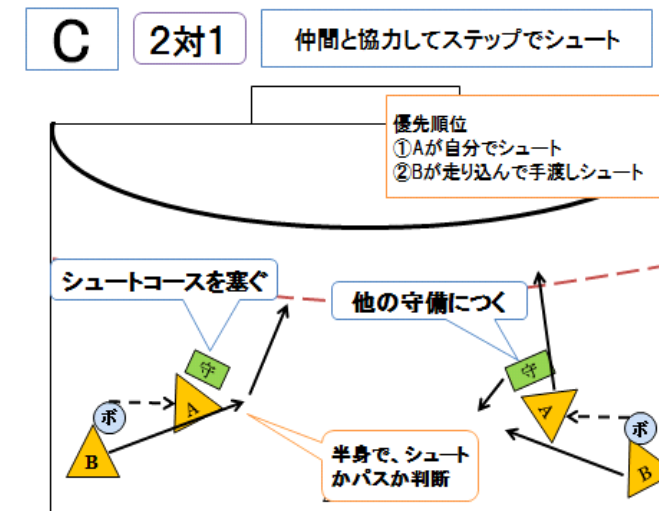 C
2対1
仲間と協力してステップでシュート
優先順位
①Aが自分でシュート
②Bが走り込んで手渡しシュート
シュートコースを塞ぐ
他の守備につく
守
守
A
A
ボ
ボ
B
B
半身で、シュート
かパスか判断